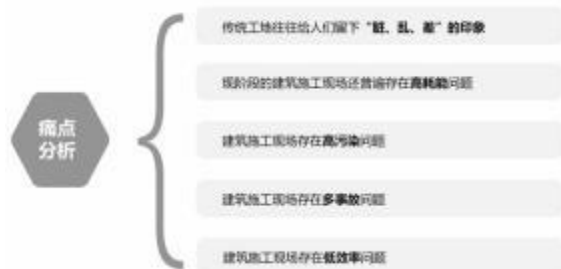 痛点
分析
传统工地往往给人们留下“脏、乱、差”的印象
现阶段的建筑施工现场还普遍存在高耗能问题
建筑施工现场存在高污染问题
建筑施工现场存在多事故问题
建筑施工现场存在低效率问题